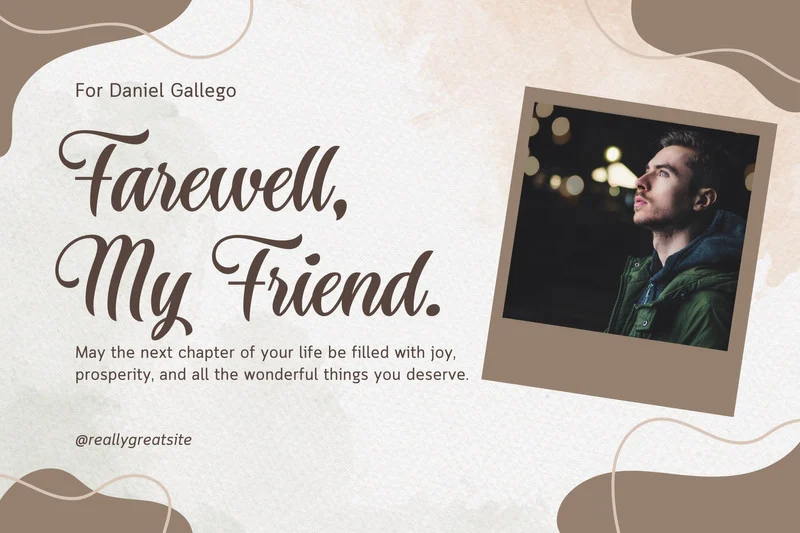 For Daniel Gallego
Farewell,
My Friend.
May the next chapter of your life be filled with joy,
prosperity, and all the wonderful things you deserve.
@reallygreatsite